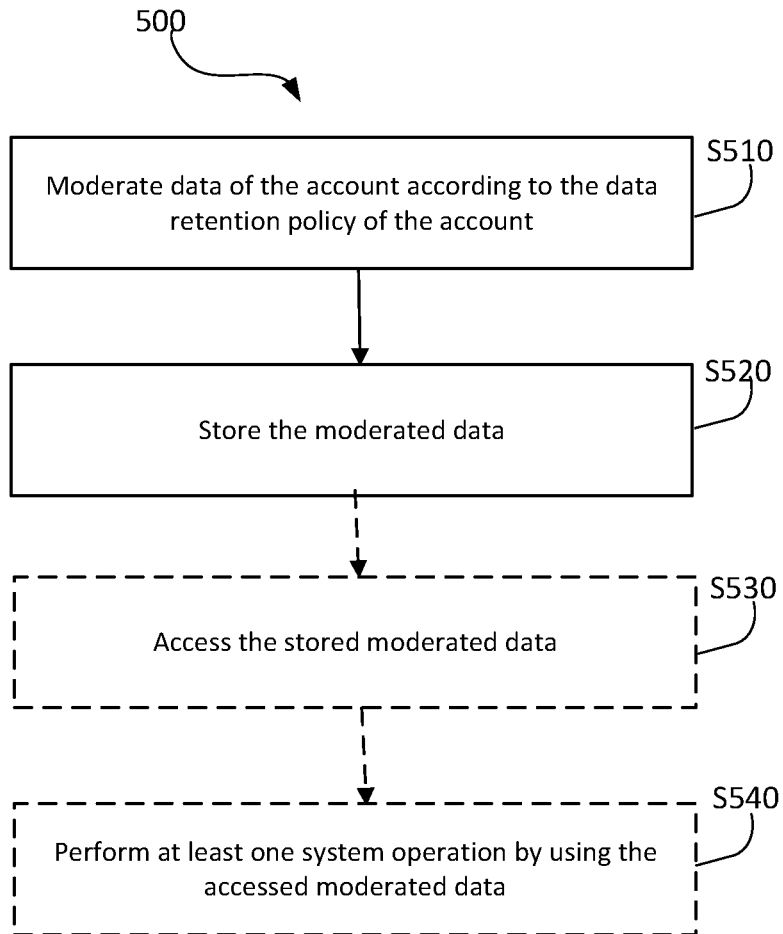 500
S510
Moderate data of the account according to the data
retention policy of the account
S520
Store the moderated data
S530
Access the stored moderated data
S540
Perform at least one system operation by using the
accessed moderated data